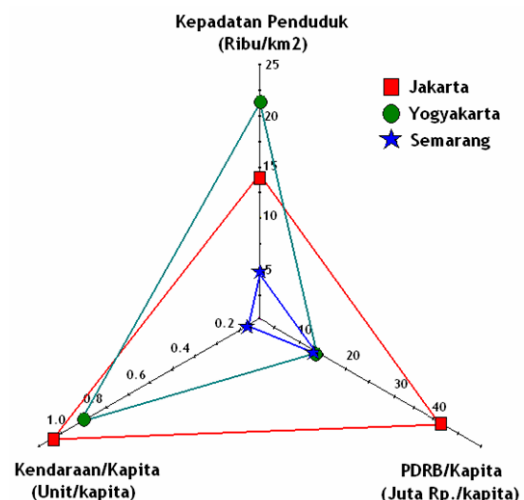 Kepadatan Penduduk
(Ribu/km2)
25
20
15
10
5
Jakarta
Yogyakarta
Semarang
0.2
0.4
0.6
0.8
1.0
10
20
30
40
Kendaraan/Kapita
(Unit/kapita)
PDRB/Kapita
(Juta Rp./kapita)